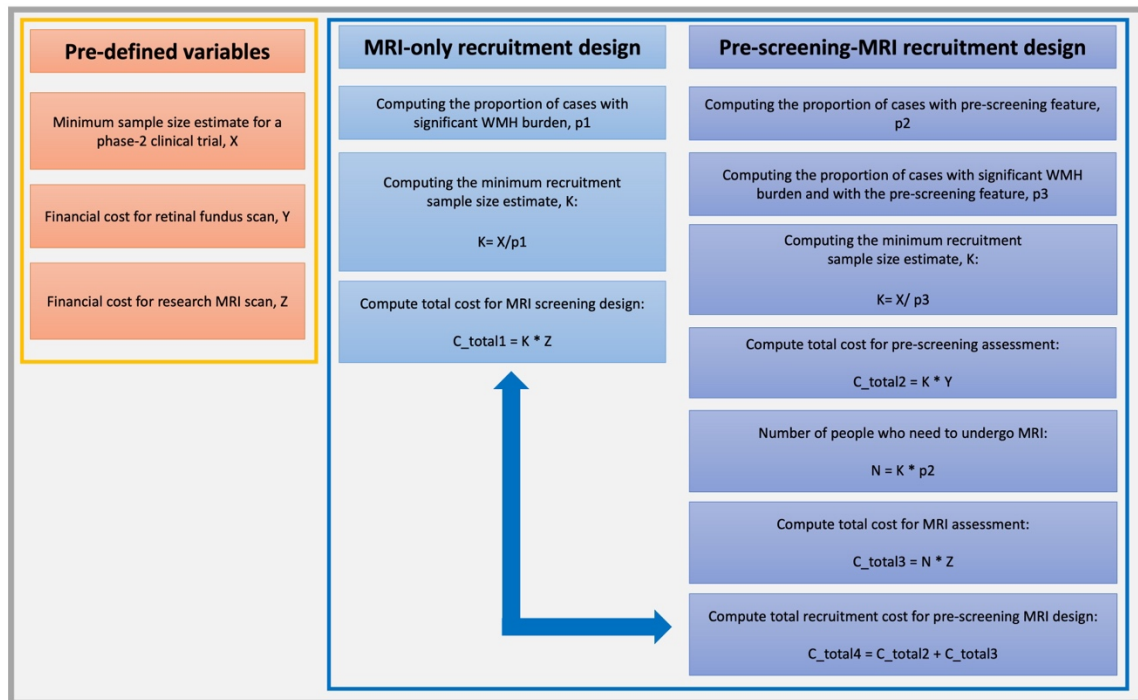 Pre-defined variables
Minimum sample size estimate for a
phase-2 clinical trial, X
Financial cost for retinal fundus scan, Y
Financial cost for research MRI scan, Z
MRI-only recruitment design
Computing the proportion of cases with
significant WMH burden, p1
Computing the minimum recruitment
sample size estimate, K:
K= X/p1
Compute total cost for MRI screening design:
C_total1 = K * Z
Pre-screening-MRI recruitment design
Computing the proportion of cases with pre-screening feature,
p2
Computing the proportion of cases with significant WMH
burden and with the pre-screening feature, p3
Computing the minimum recruitment
sample size estimate, K:
K= X/ p3
Compute total cost for pre-screening assessment:
C_total2 = K * Y
Number of people who need to undergo MRI:
N = K * p2
Compute total cost for MRI assessment:
C_total3 = N * Z
Compute total recruitment cost for pre-screening MRI design:
C_total4 = C_total2 + C_total3